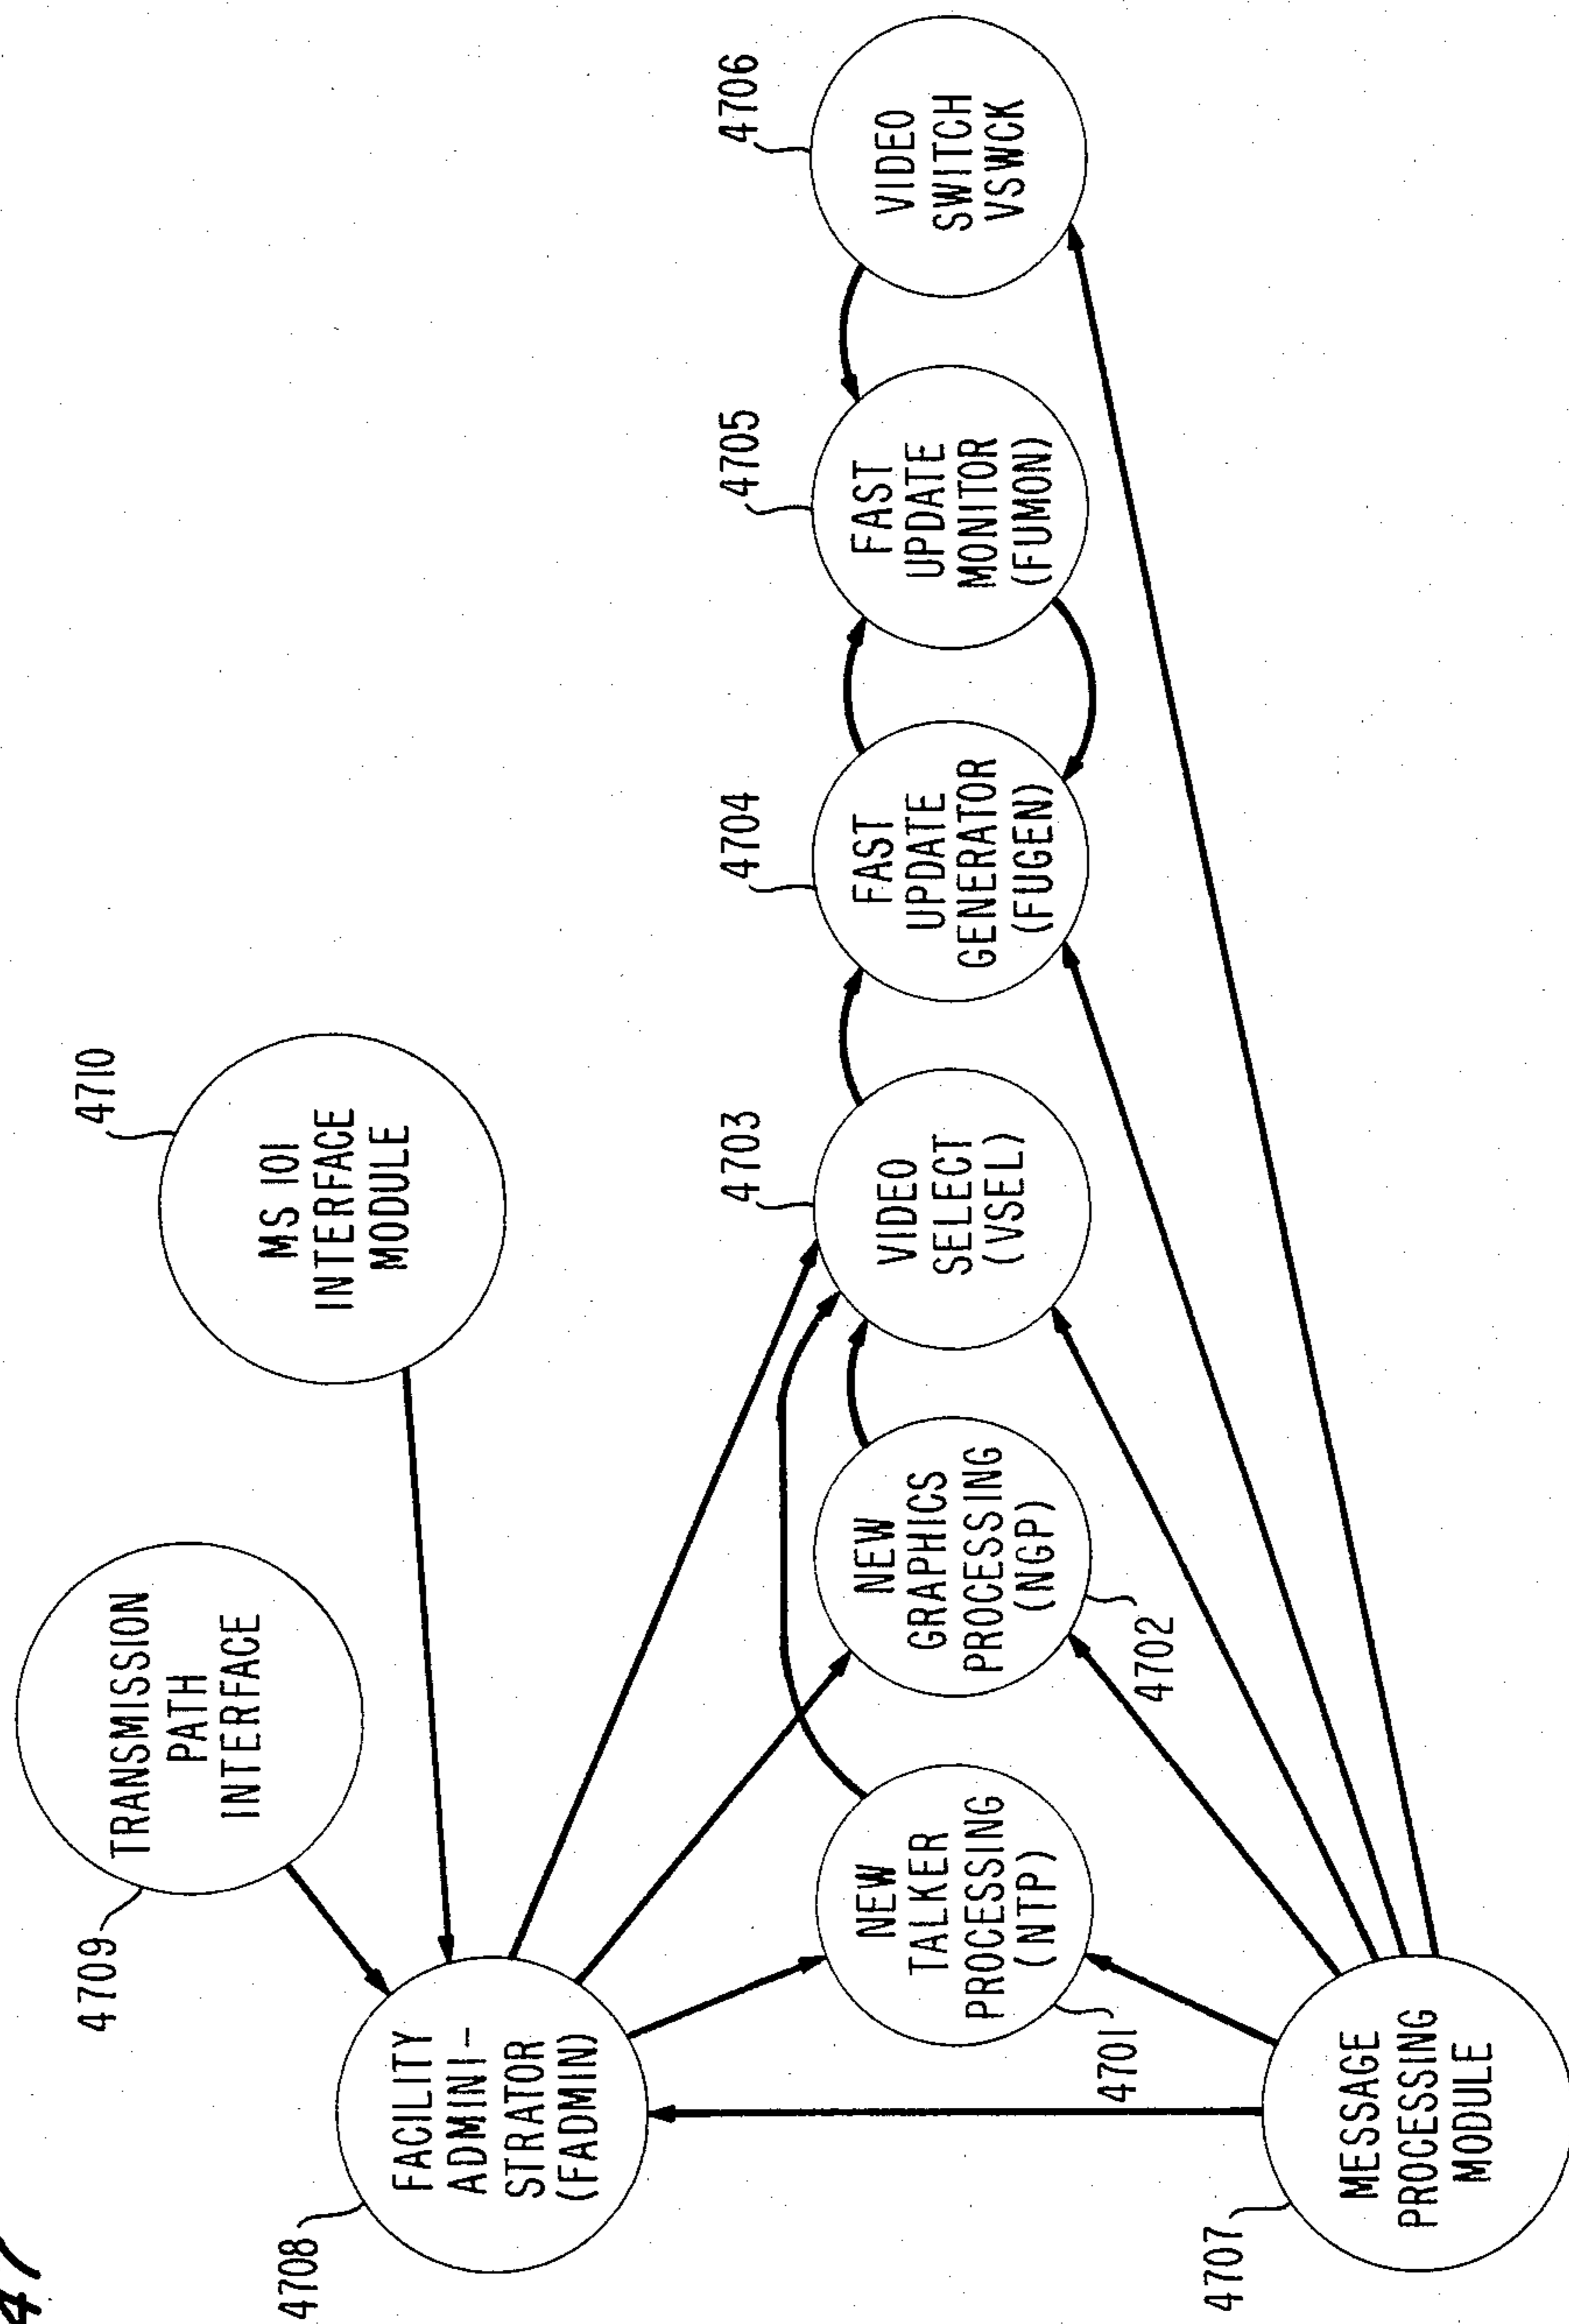 4709
TRANSMISSION
PATH
INTERFACE
4710
MS 101
INTERFACE
MODULE
4708
FACILITY
ADMINI-
STRATOR
(FADMIN)
4701
NEW
TALKER
PROCESSING
(NTP)
4702
NEW
GRAPHICS
PROCESSING
(NGP)
4703
VIDEO
SELECT
(VSEL)
4704
FAST
UPDATE
GENERATOR
(FUGEN)
4705
FAST
UPDATE
MONITOR
(FUMON)
4706
VIDEO
SWITCH
VSWCK
4707
MESSAGE
PROCESSING
MODULE